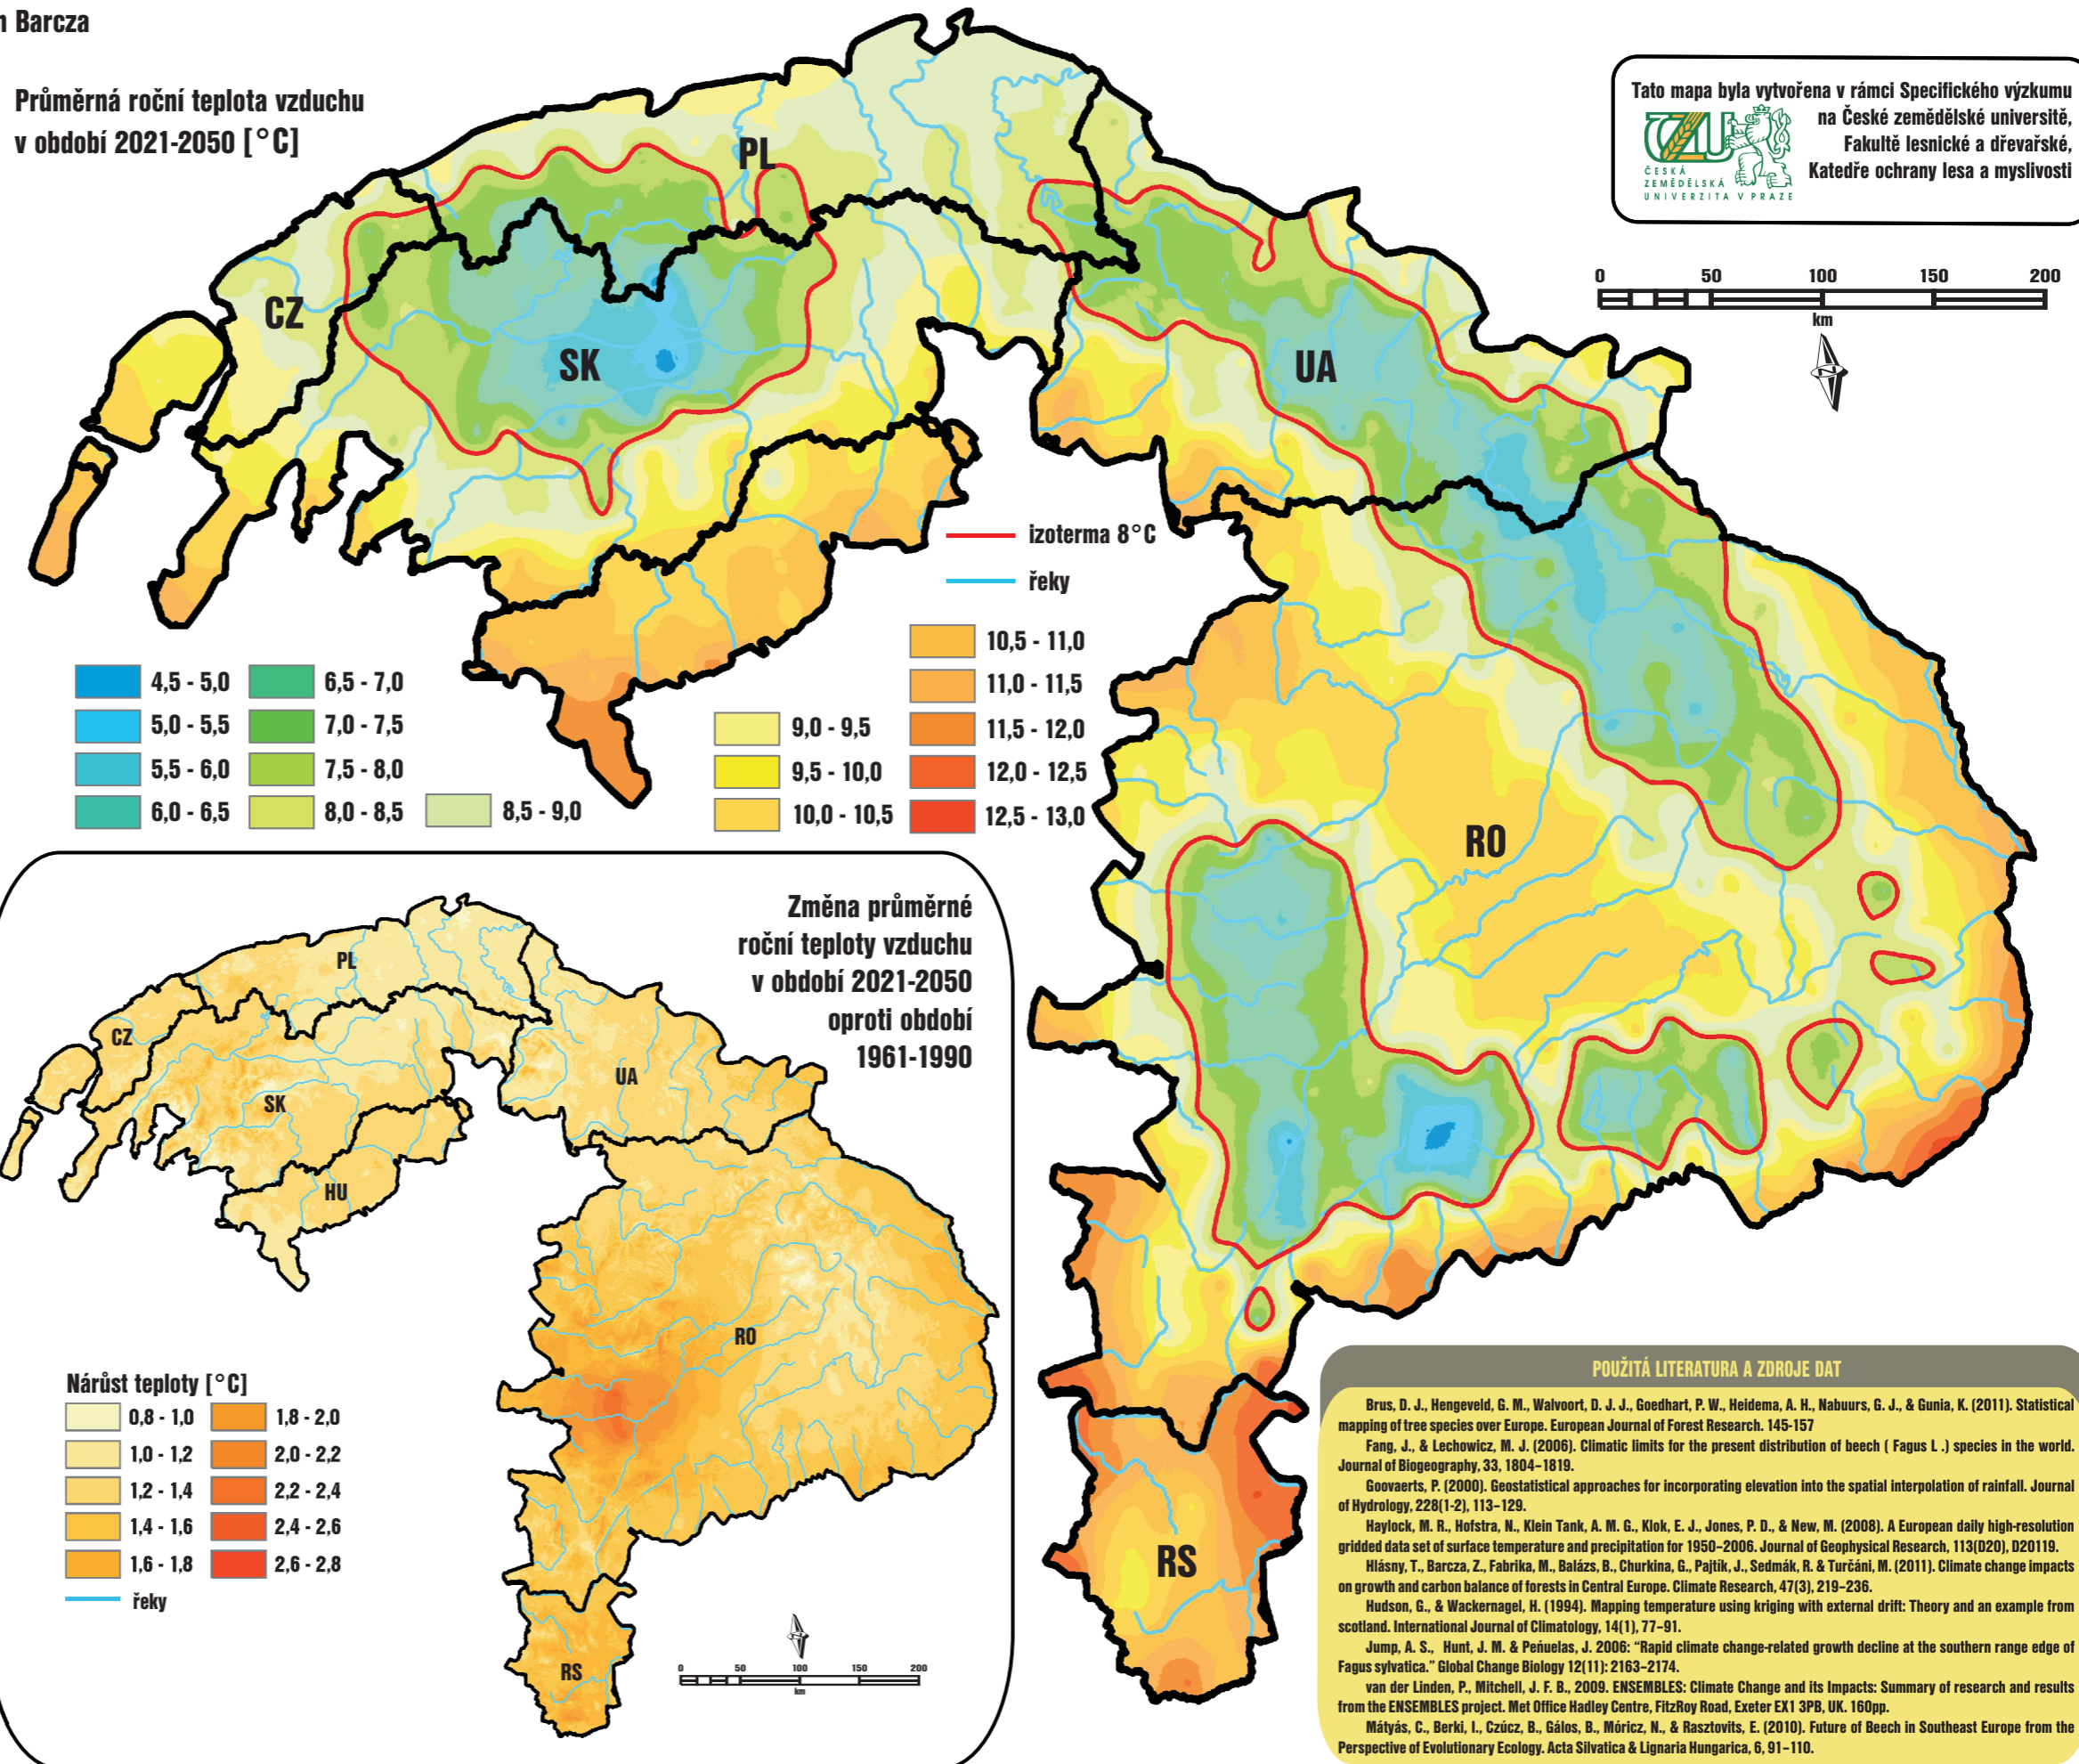 Barcza
Průměrná roční teplota vzduchu
v období 2021-2050 [°C]
Tato mapa byla vytvořena v rámci Specifického výzkumu
na České zemědělské universitě,
Fakultě lesnické a dřevařské,
Katedře ochrany lesa a myslivosti
ČZU
ČESKÁ
ZEMĚDĚLSKÁ
UNIVERZITA V PRAZE
0 50 100 150 200
km
PL
CZ
SK
UA
RO
RS
izoterma 8°C
řeky
4,5 - 5,0
5,0 - 5,5
5,5 - 6,0
6,0 - 6,5
6,5 - 7,0
7,0 - 7,5
7,5 - 8,0
8,0 - 8,5
8,5 - 9,0
9,0 - 9,5
9,5 - 10,0
10,0 - 10,5
10,5 - 11,0
11,0 - 11,5
11,5 - 12,0
12,0 - 12,5
12,5 - 13,0
Změna průměrné
roční teploty vzduchu
v období 2021-2050
oproti období
1961-1990
PL
CZ
SK
UA
HU
RO
RS
Nárůst teploty [°C]
0,8 - 1,0
1,0 - 1,2
1,2 - 1,4
1,4 - 1,6
1,6 - 1,8
1,8 - 2,0
2,0 - 2,2
2,2 - 2,4
2,4 - 2,6
2,6 - 2,8
řeky
0 50 100 150 200
km
POUŽITÁ LITERATURA A ZDROJE DAT
Brus, D. J., Hengeveld, G. M., Walvoort, D. J. J., Goedhart, P. W., Heidema, A. H., Nabuurs, G. J., & Gunia, K. (2011). Statistical
mapping of tree species over Europe. European Journal of Forest Research. 145-157
Fang, J., & Lechowicz, M. J. (2006). Climatic limits for the present distribution of beech ( Fagus L .) species in the world.
Journal of Biogeography, 33, 1804–1819.
Goovaerts, P. (2000). Geostatistical approaches for incorporating elevation into the spatial interpolation of rainfall. Journal
of Hydrology, 228(1-2), 113–129.
Haylock, M. R., Hofstra, N., Klein Tank, A. M. G., Klok, E. J., Jones, P. D., & New, M. (2008). A European daily high-resolution
gridded data set of surface temperature and precipitation for 1950–2006. Journal of Geophysical Research, 113(D20), D20119.
Hlásny, T., Barcza, Z., Fabrika, M., Balázs, B., Churkina, G., Pajtík, J., Sedmák, R. & Turčáni, M. (2011). Climate change impacts
on growth and carbon balance of forests in Central Europe. Climate Research, 47(3), 219–236.
Hudson, G., & Wackernagel, H. (1994). Mapping temperature using kriging with external drift: Theory and an example from
scotland. International Journal of Climatology, 14(1), 77–91.
Jump, A. S., Hunt, J. M. & Peńuelas, J. 2006: “Rapid climate change-related growth decline at the southern range edge of
Fagus sylvatica.” Global Change Biology 12(11): 2163–2174.
van der Linden, P., Mitchell, J. F. B., 2009. ENSEMBLES: Climate Change and its Impacts: Summary of research and results
from the ENSEMBLES project. Met Office Hadley Centre, FitzRoy Road, Exeter EX1 3PB, UK. 160pp.
Mátyás, C., Berki, I., Czúcz, B., Gálos, B., Móricz, N., & Rasztovits, E. (2010). Future of Beech in Southeast Europe from the
Perspective of Evolutionary Ecology. Acta Silvatica & Lignaria Hungarica, 6, 91–110.